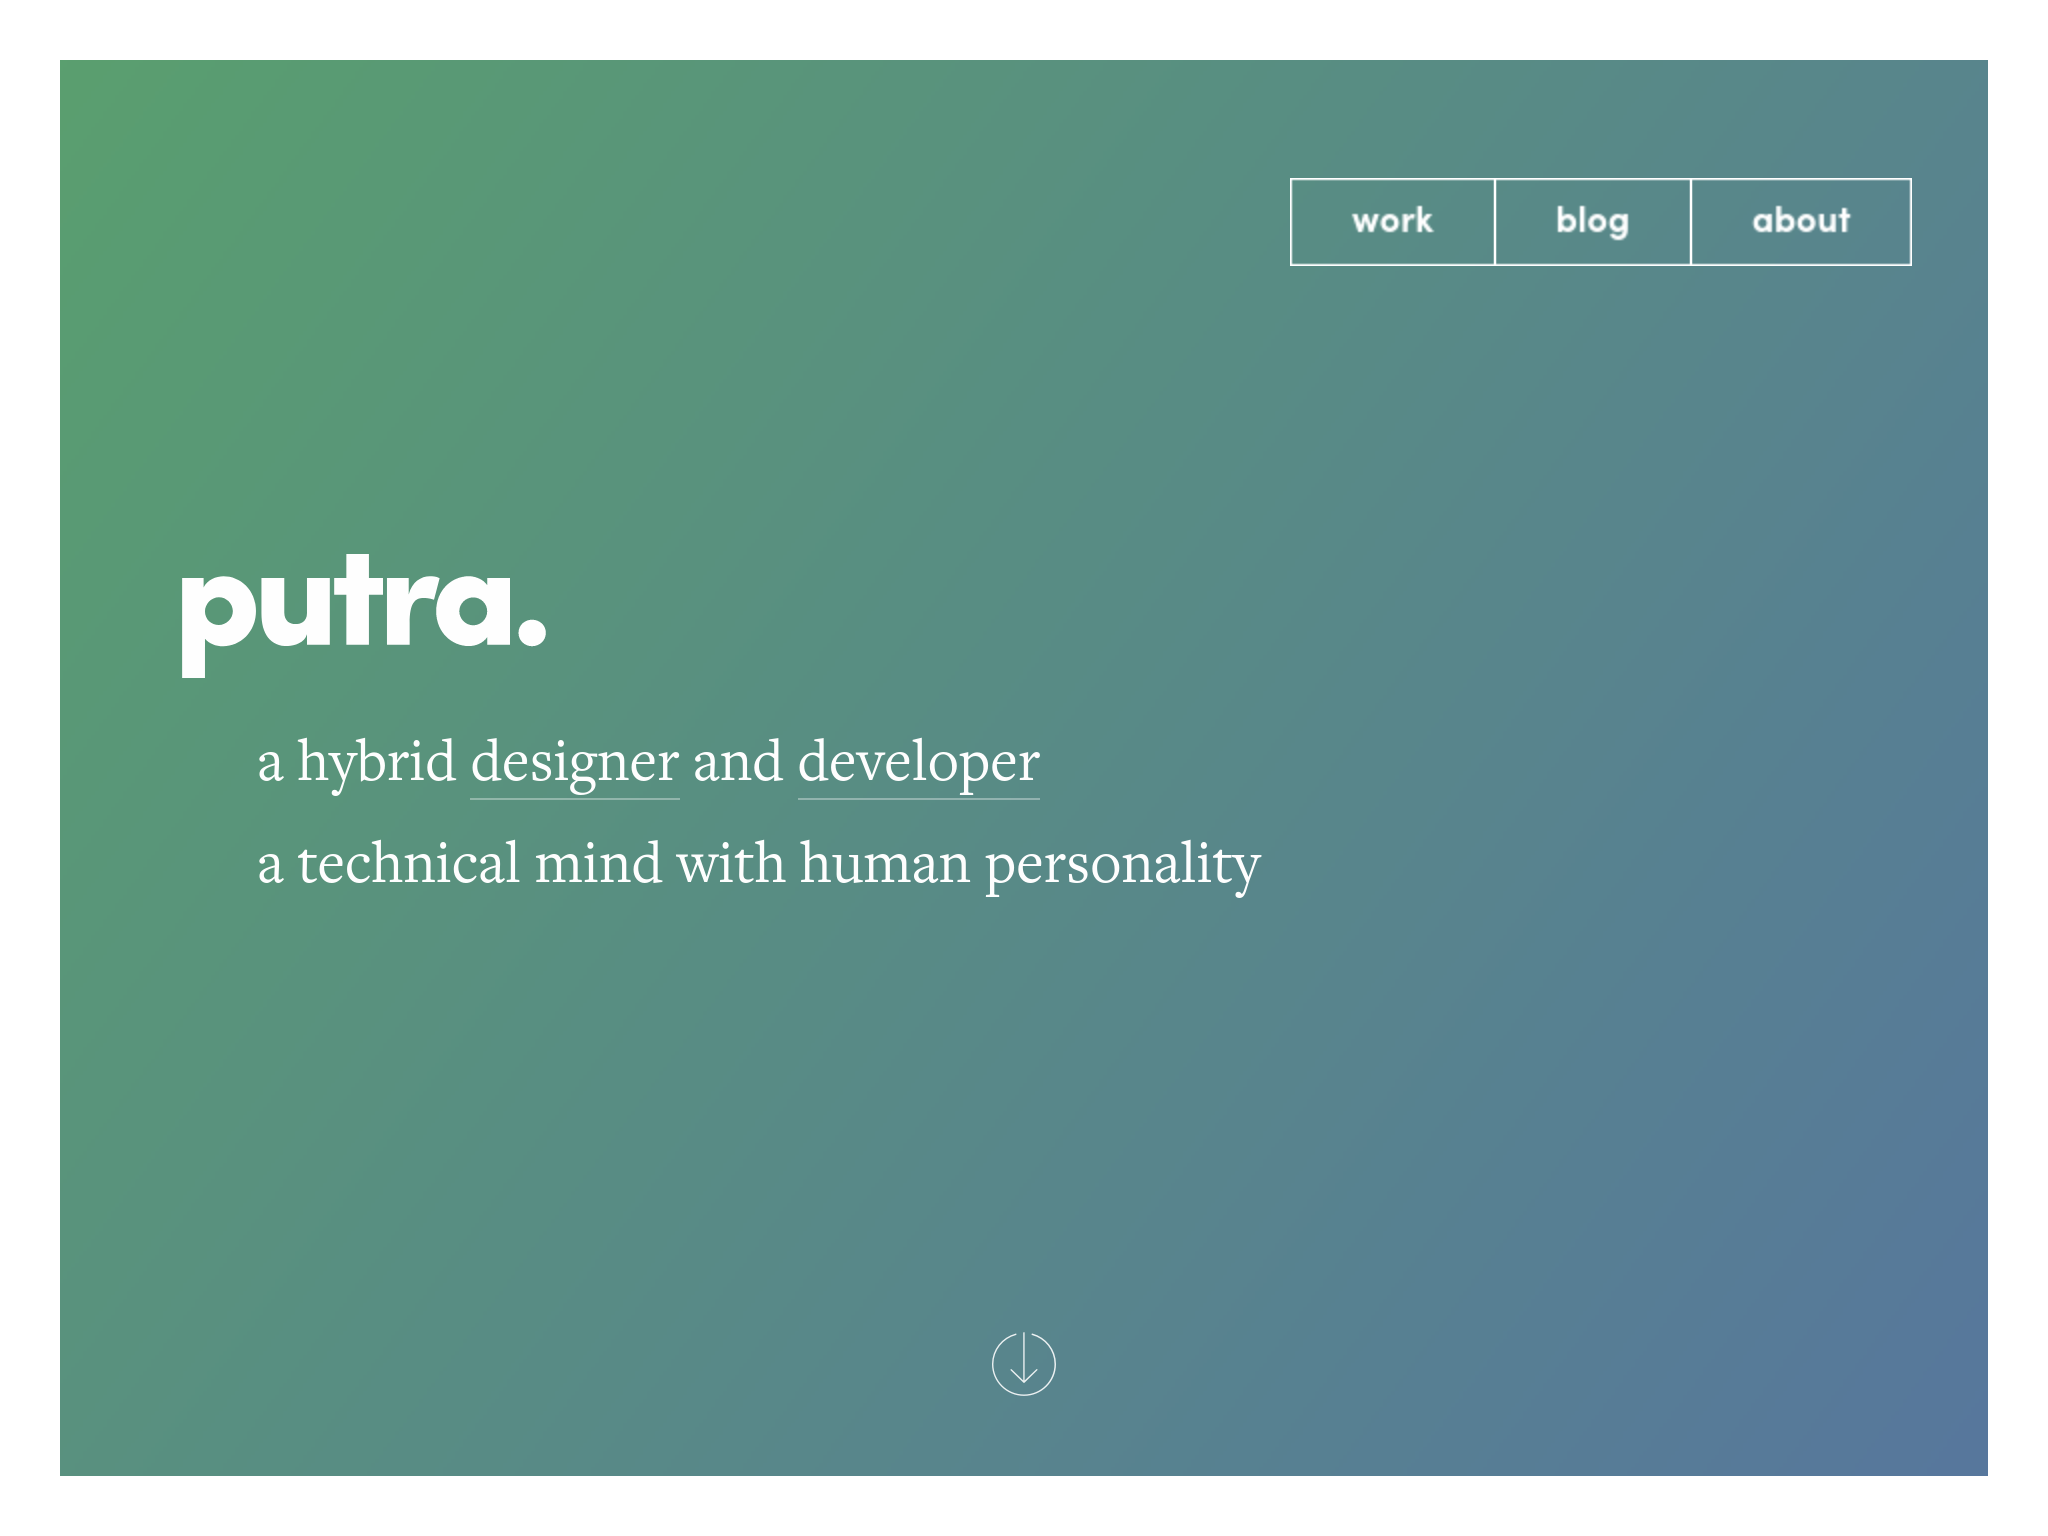 work blog about
putra.
a hybrid designer and developer
a technical mind with human personality